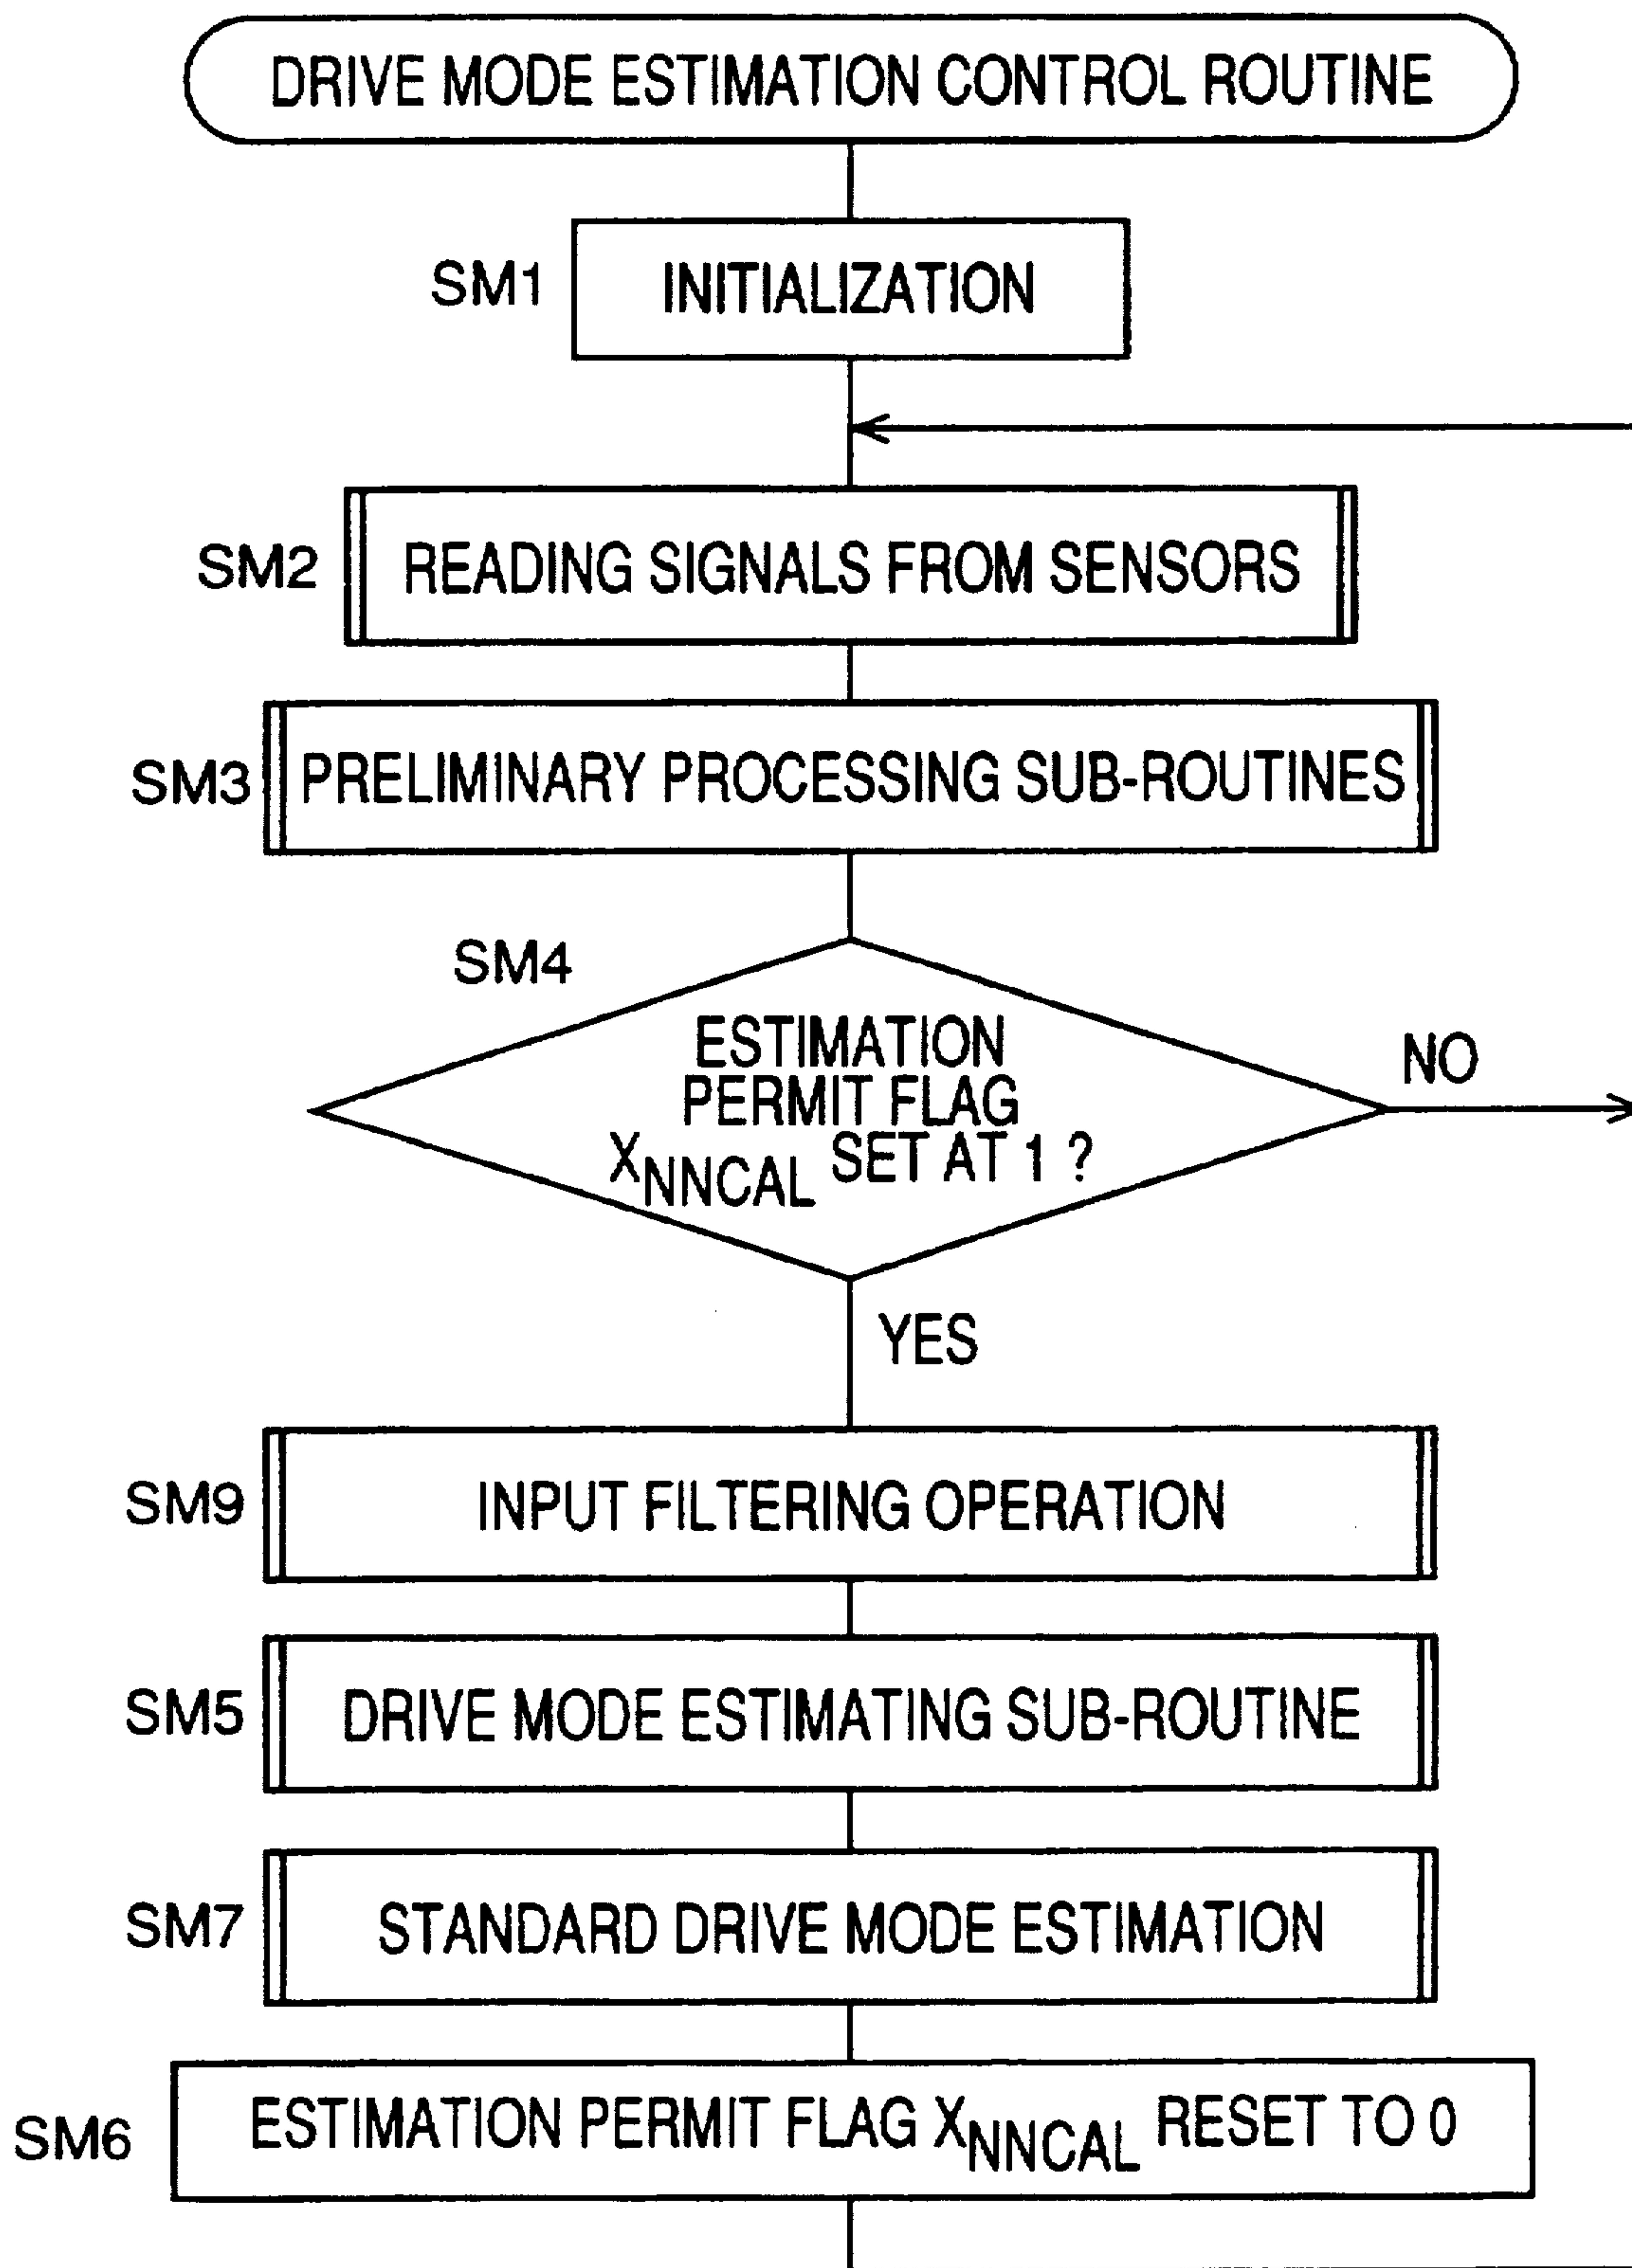 DRIVE MODE ESTIMATION CONTROL ROUTINE
SM1
INITIALIZATION
SM2
READING SIGNALS FROM SENSORS
SM3
PRELIMINARY PROCESSING SUB-ROUTINES
SM4
ESTIMATION
PERMIT FLAG
XNNCAL SET AT 1 ?
NO
YES
SM9
INPUT FILTERING OPERATION
SM5
DRIVE MODE ESTIMATING SUB-ROUTINE
SM7
STANDARD DRIVE MODE ESTIMATION
SM6
ESTIMATION PERMIT FLAG XNNCAL RESET TO 0